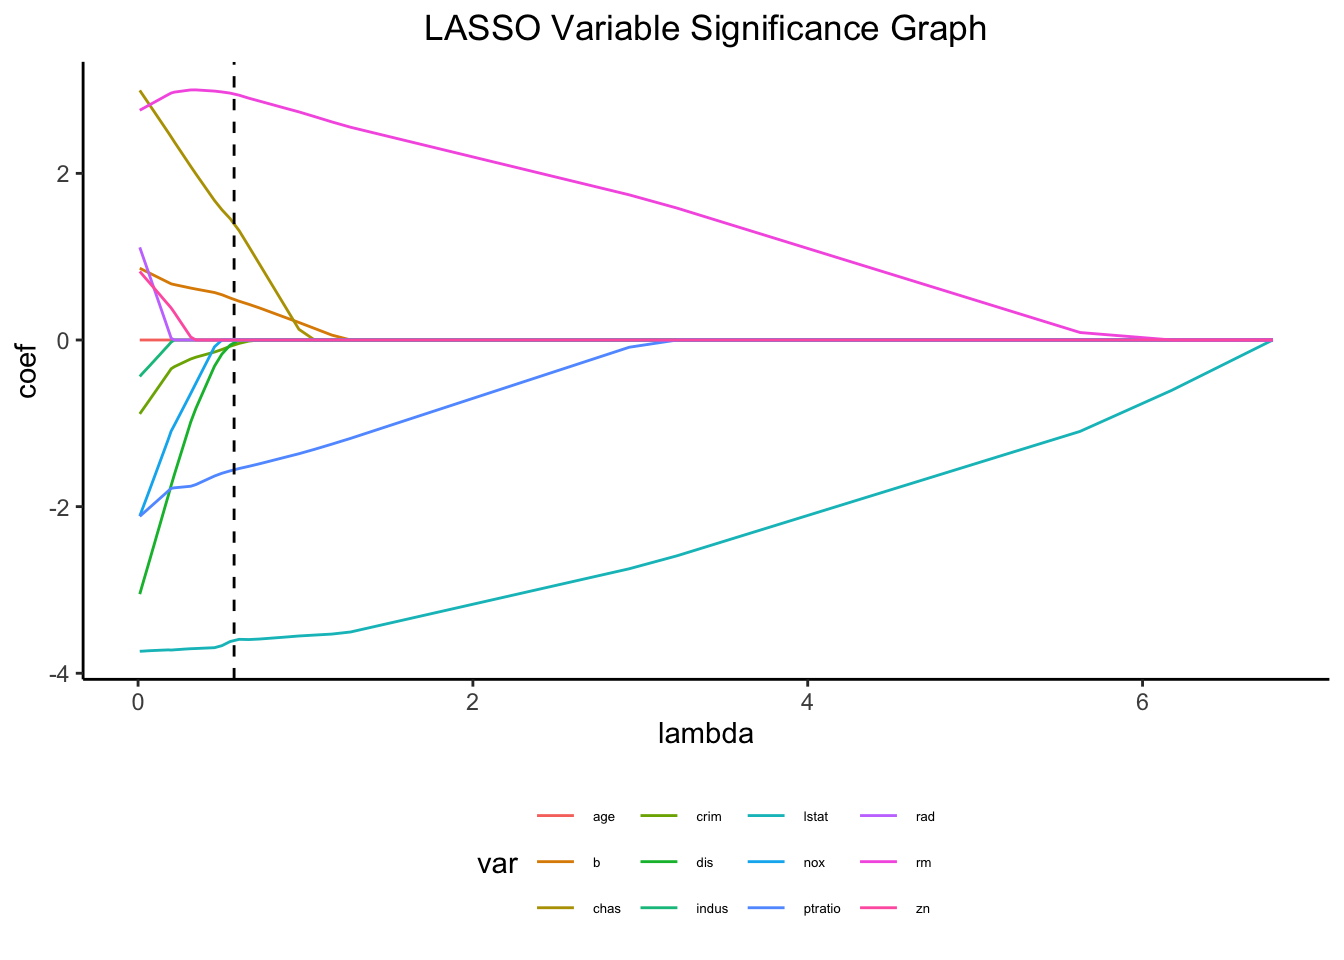 LASSO Variable Significance Graph
coef
2
0
-2
-4
0 2 4 6
lambda
var
age crim lstat rad
b dis nox rm
chas indus ptratio zn